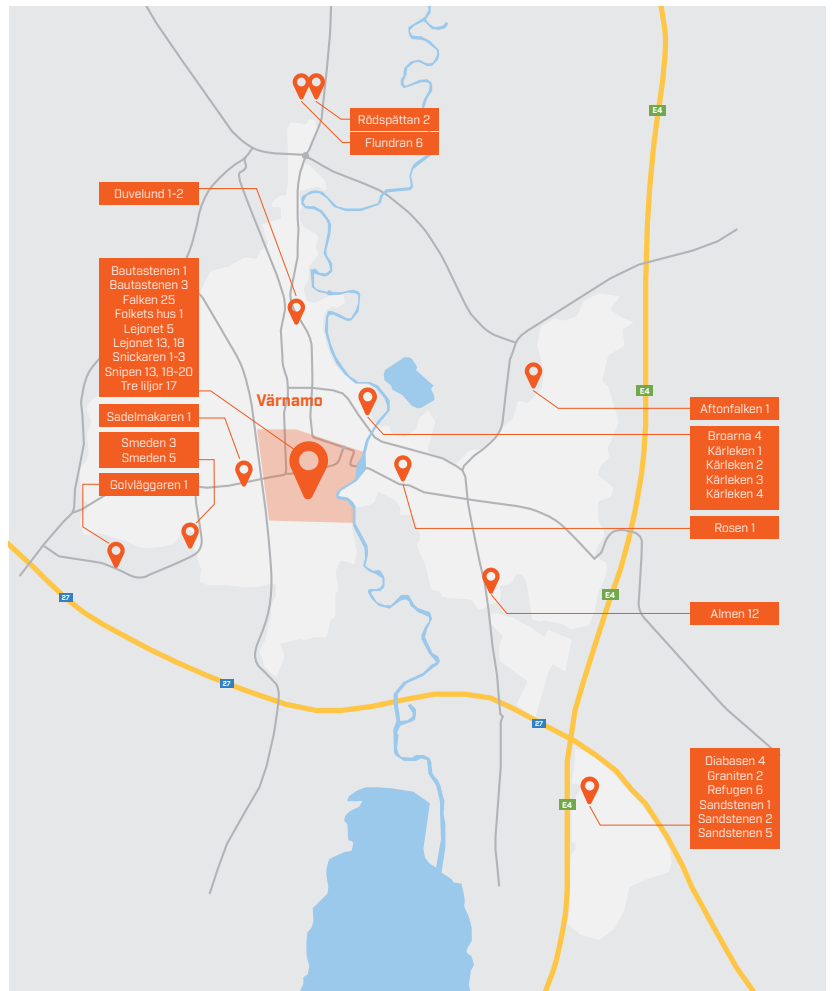 E4
Rödspättan 2
Flundran 6
Duvelund 1-2
Bautastenen 1
Bautastenen 3
Falken 25
Folkets hus 1
Lejonet 5
Lejonet 13, 18
Snickaren 1-3
Snipen 13, 18-20
Tre liljor 17
Värnamo
E4
Aftonfalken 1
Sadelmakaren 1
Broarna 4
Kärleken 1
Kärleken 2
Kärleken 3
Kärleken 4
Smeden 3
Smeden 5
Golvläggaren 1
Rosen 1
27
E4
Almen 12
27
27
Diabasen 4
Graniten 2
Refugen 6
Sandstenen 1
Sandstenen 2
Sandstenen 5
E4